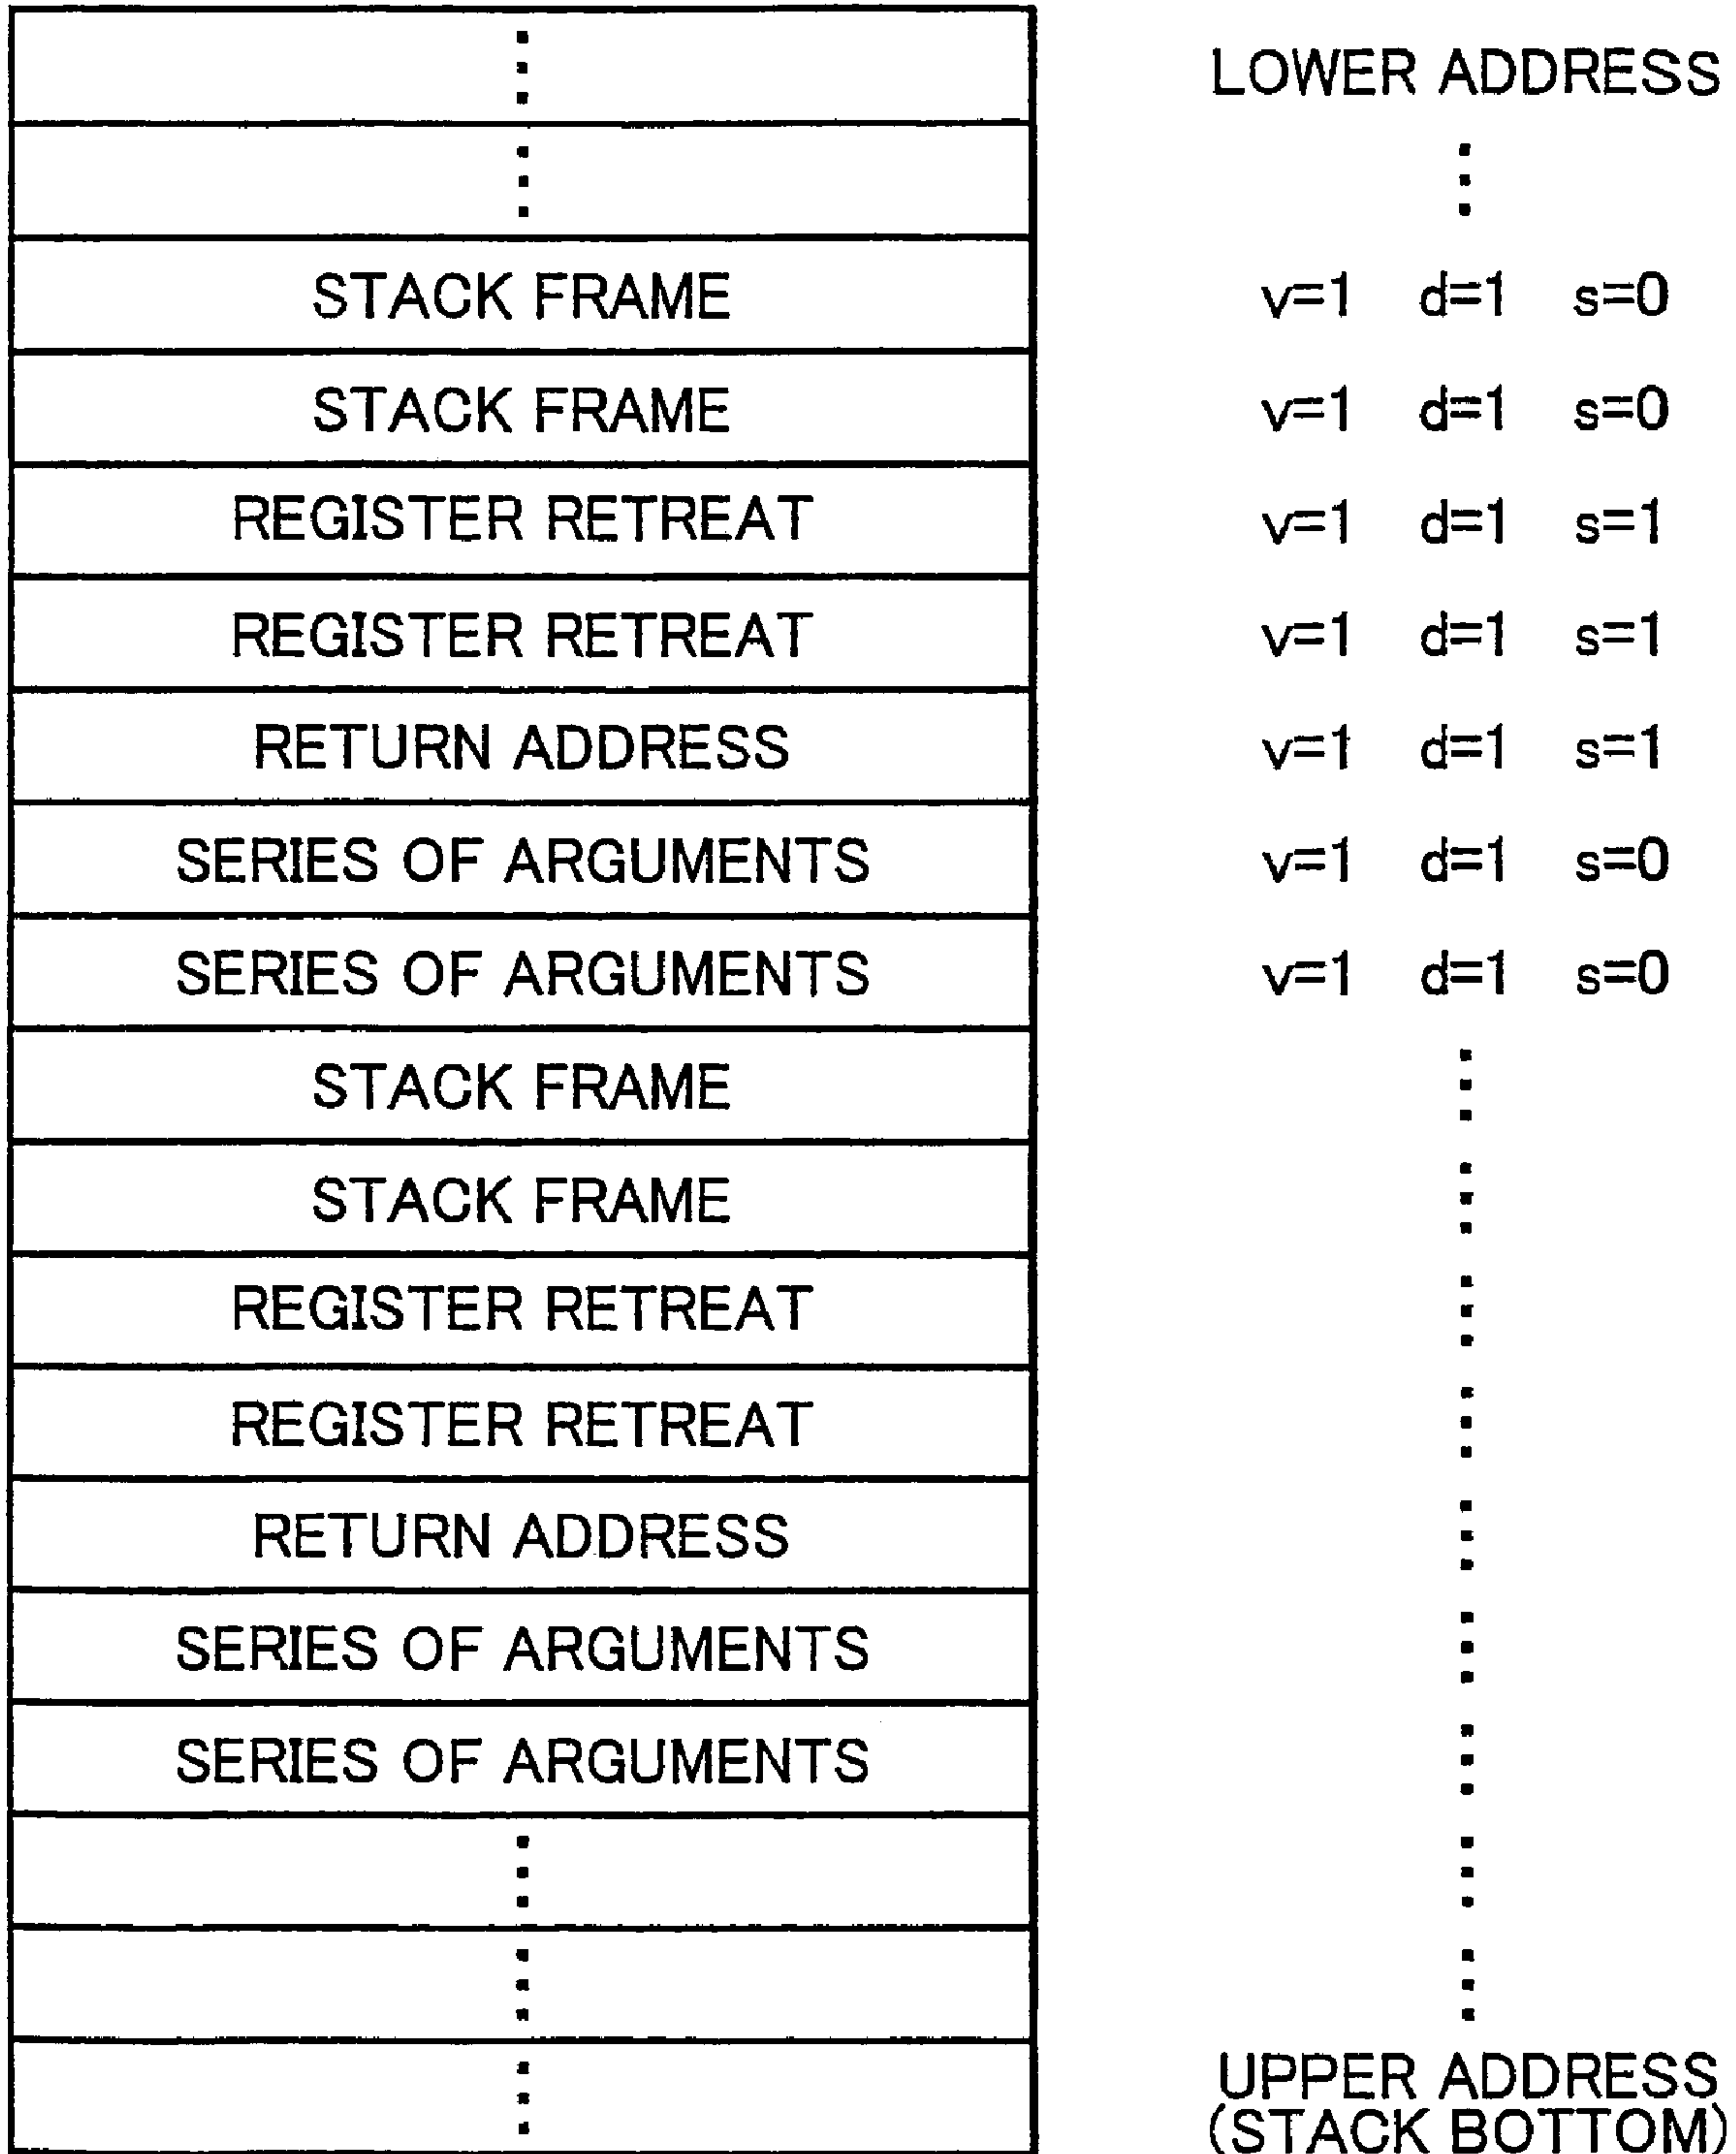 ⋮ LOWER ADDRESS
⋮ ⋮
STACK FRAME v=1 d=1 s=0
STACK FRAME v=1 d=1 s=0
REGISTER RETREAT v=1 d=1 s=1
REGISTER RETREAT v=1 d=1 s=1
RETURN ADDRESS v=1 d=1 s=1
SERIES OF ARGUMENTS v=1 d=1 s=0
SERIES OF ARGUMENTS v=1 d=1 s=0
STACK FRAME ⋮
STACK FRAME ⋮
REGISTER RETREAT ⋮
REGISTER RETREAT ⋮
RETURN ADDRESS ⋮
SERIES OF ARGUMENTS ⋮
SERIES OF ARGUMENTS ⋮
⋮ ⋮
⋮ ⋮
⋮ UPPER ADDRESS
(STACK BOTTOM)